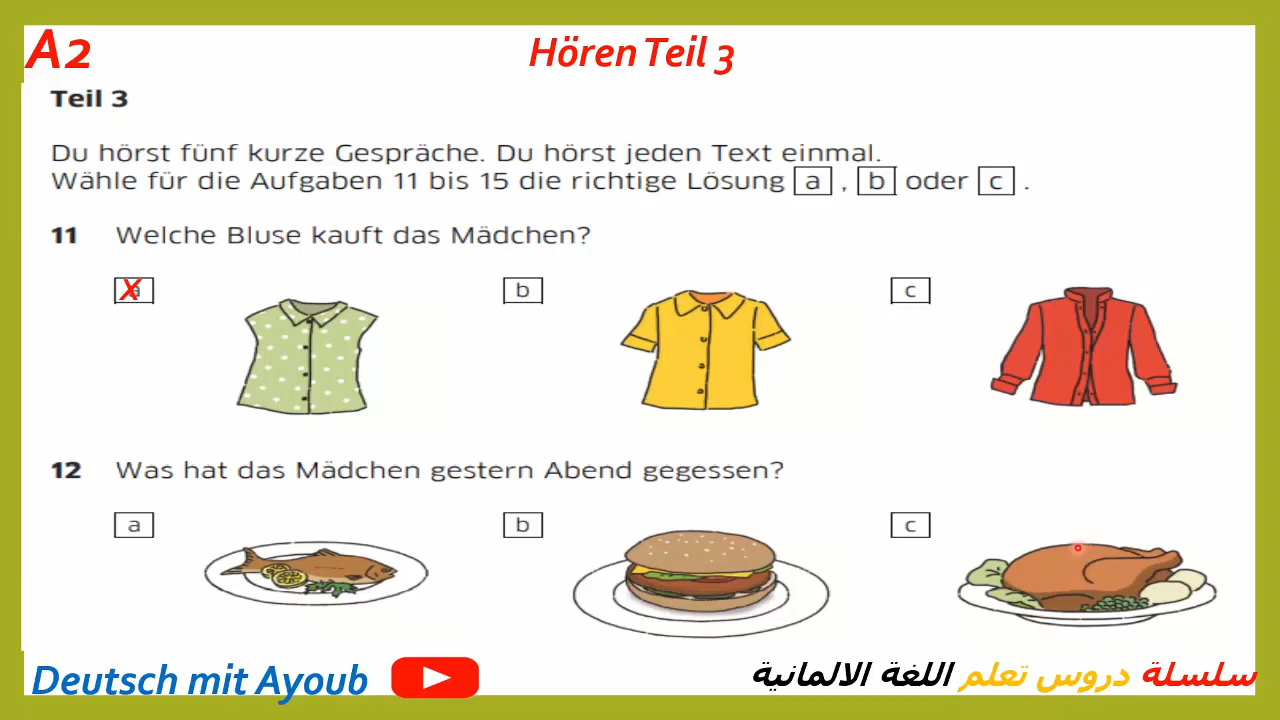 A2
Hören Teil 3
Teil 3
Du hörst fünf kurze Gespräche. Du hörst jeden Text einmal.
Wähle für die Aufgaben 11 bis 15 die richtige Lösung a , b oder c .
11 Welche Bluse kauft das Mädchen?
a X b c
12 Was hat das Mädchen gestern Abend gegessen?
a b c
Deutsch mit Ayoub
سلسلة دروس تعلم اللغة الالمانية